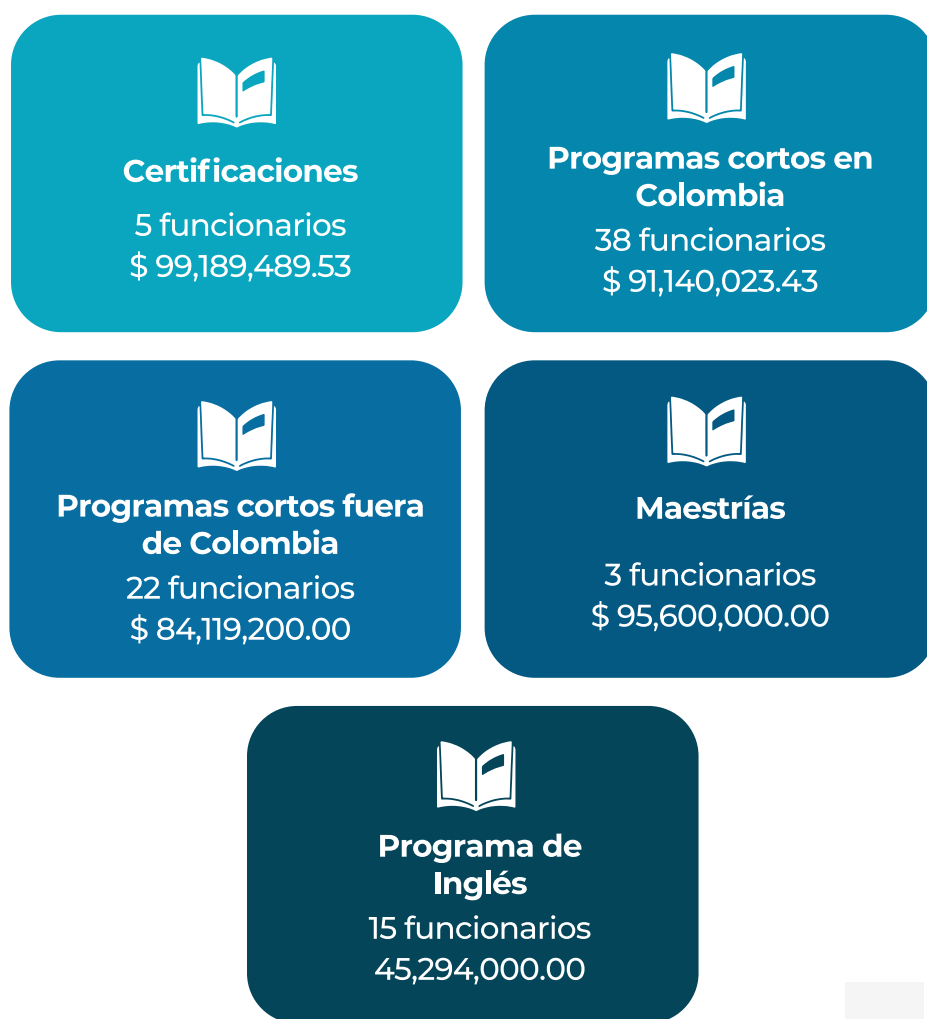 Certificaciones
5 funcionarios
$ 99,189,489.53
Programas cortos en
Colombia
38 funcionarios
$ 91,140,023.43
Programas cortos fuera
de Colombia
22 funcionarios
$ 84,119,200.00
Maestrías
3 funcionarios
$ 95,600,000.00
Programa de
Inglés
15 funcionarios
45,294,000.00